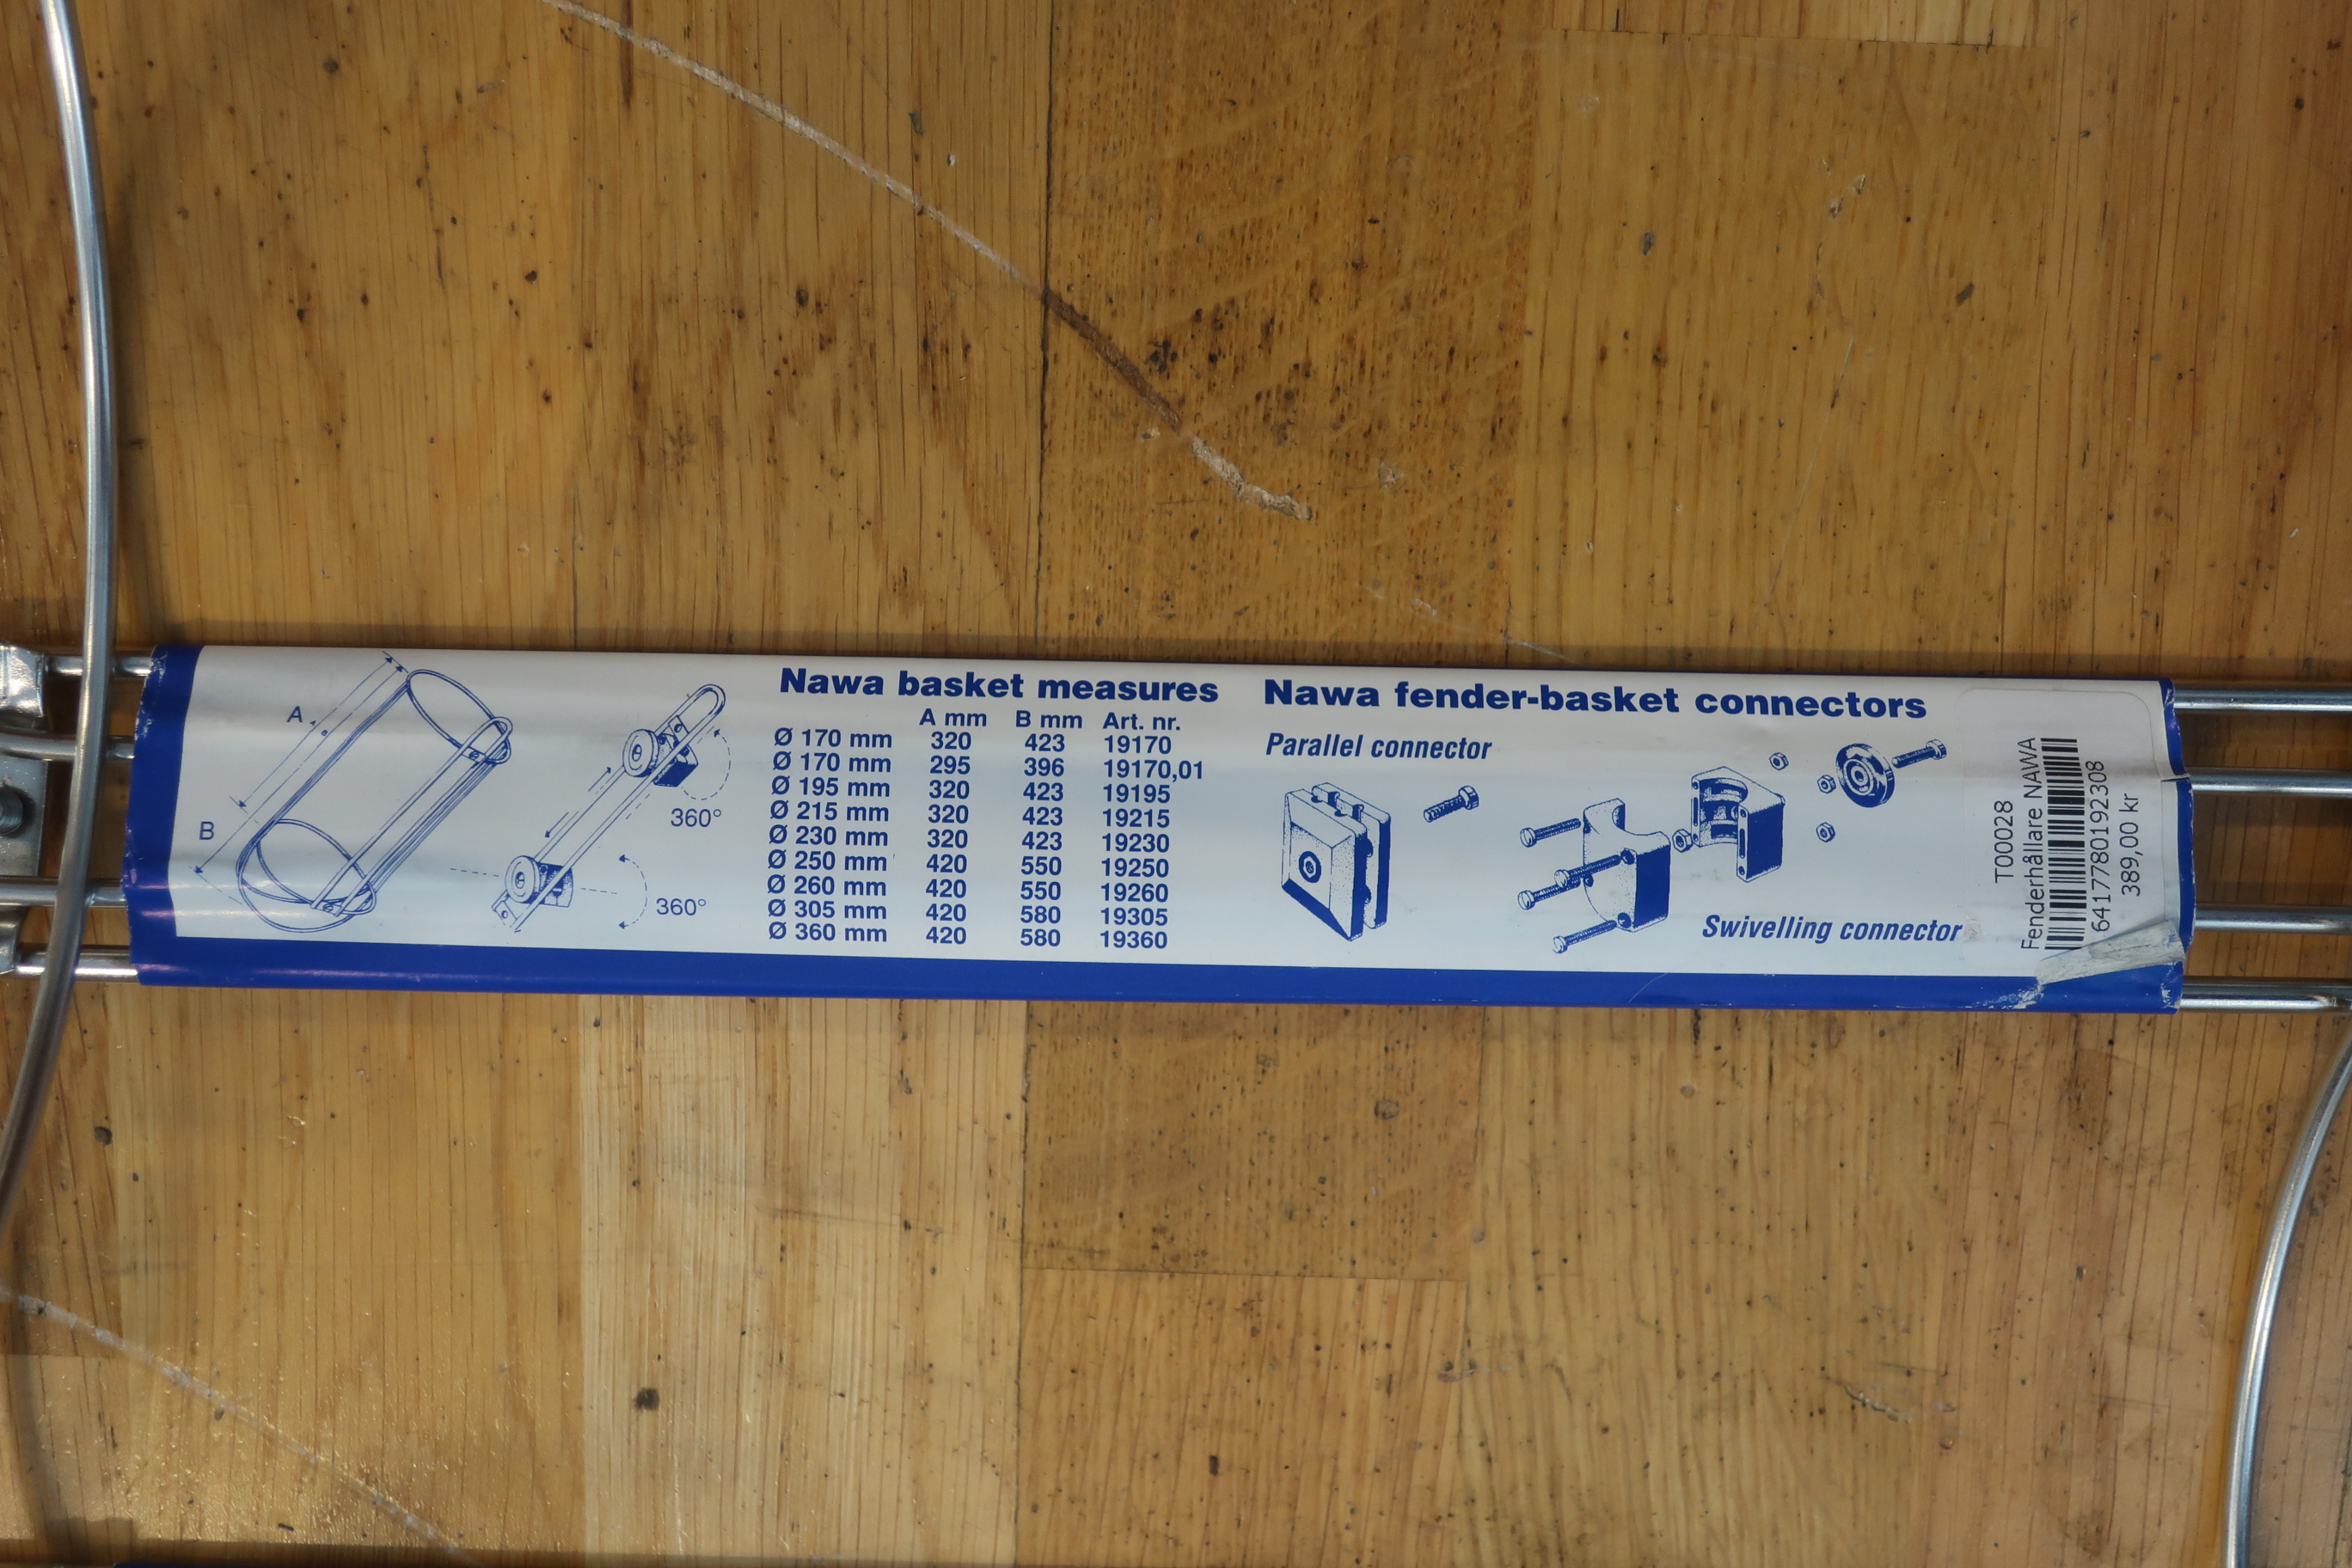 A
B
360°
360°
Nawa basket measures
A mm B mm Art. nr.
Ø 170 mm 320 423 19170
Ø 170 mm 295 396 19170,01
Ø 195 mm 320 423 19195
Ø 215 mm 320 423 19215
Ø 230 mm 320 423 19230
Ø 250 mm 420 550 19250
Ø 260 mm 420 550 19260
Ø 305 mm 420 580 19305
Ø 360 mm 420 580 19360
Nawa fender-basket connectors
Parallel connector
Swivelling connector
T00028
Fenderhållare NAWA
6417780192308
389,00 kr